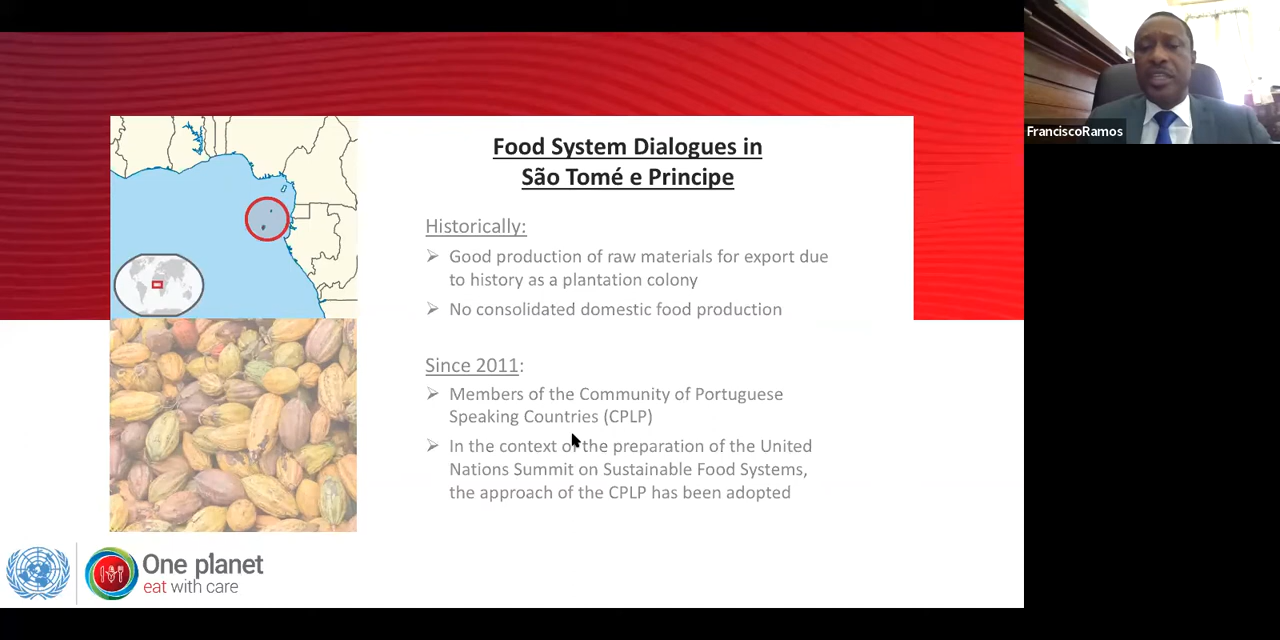 Food System Dialogues in
São Tomé e Principe
Historically:
Good production of raw materials for export due
to history as a plantation colony
No consolidated domestic food production
Since 2011:
Members of the Community of Portuguese
Speaking Countries (CPLP)
In the context of the preparation of the United
Nations Summit on Sustainable Food Systems,
the approach of the CPLP has been adopted
One planet
eat with care
FranciscoRamos